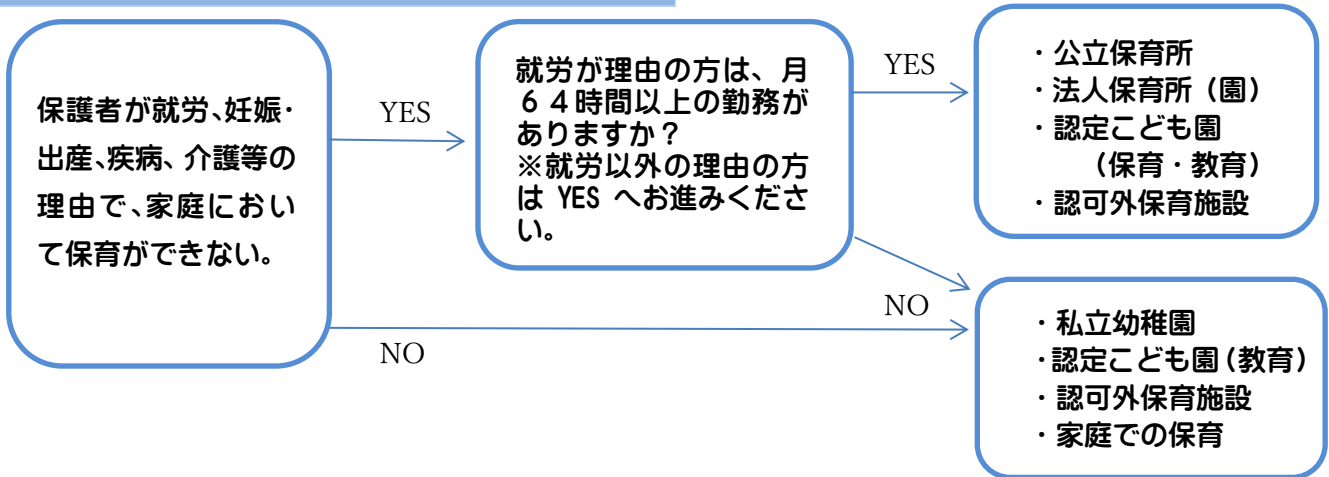 保護者が就労、妊娠・
出産、疾病、介護等の
理由で、家庭におい
て保育ができない。
YES
就労が理由の方は、月
６４時間以上の勤務が
ありますか？
※就労以外の理由の方
は YES へお進みくださ
い。
YES
・公立保育所
・法人保育所（園）
・認定こども園
（保育・教育）
・認可外保育施設
NO
NO
・私立幼稚園
・認定こども園（教育）
・認可外保育施設
・家庭での保育